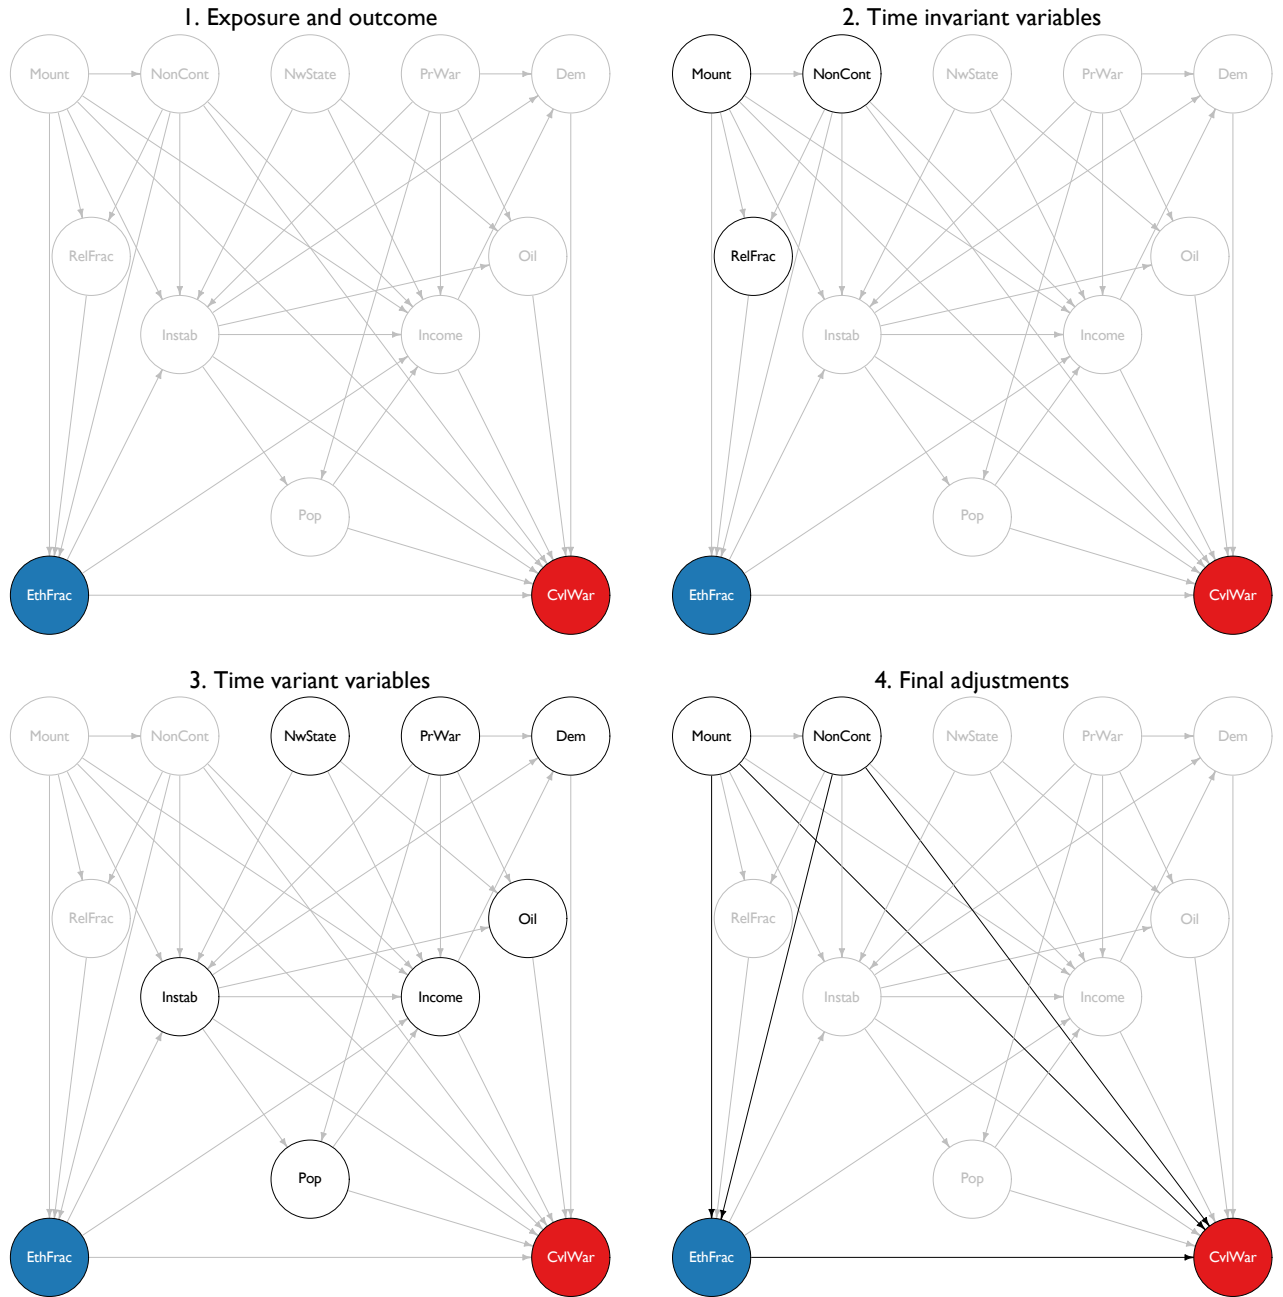 1. Exposure and outcome
Mount NonCont NwState PrWar Dem
RelFrac Oil
Instab Income
Pop
EthFrac CvlWar
2. Time invariant variables
Mount NonCont NwState PrWar Dem
RelFrac Oil
Instab Income
Pop
EthFrac CvlWar
3. Time variant variables
Mount NonCont NwState PrWar Dem
RelFrac Oil
Instab Income
Pop
EthFrac CvlWar
4. Final adjustments
Mount NonCont NwState PrWar Dem
RelFrac Oil
Instab Income
Pop
EthFrac CvlWar